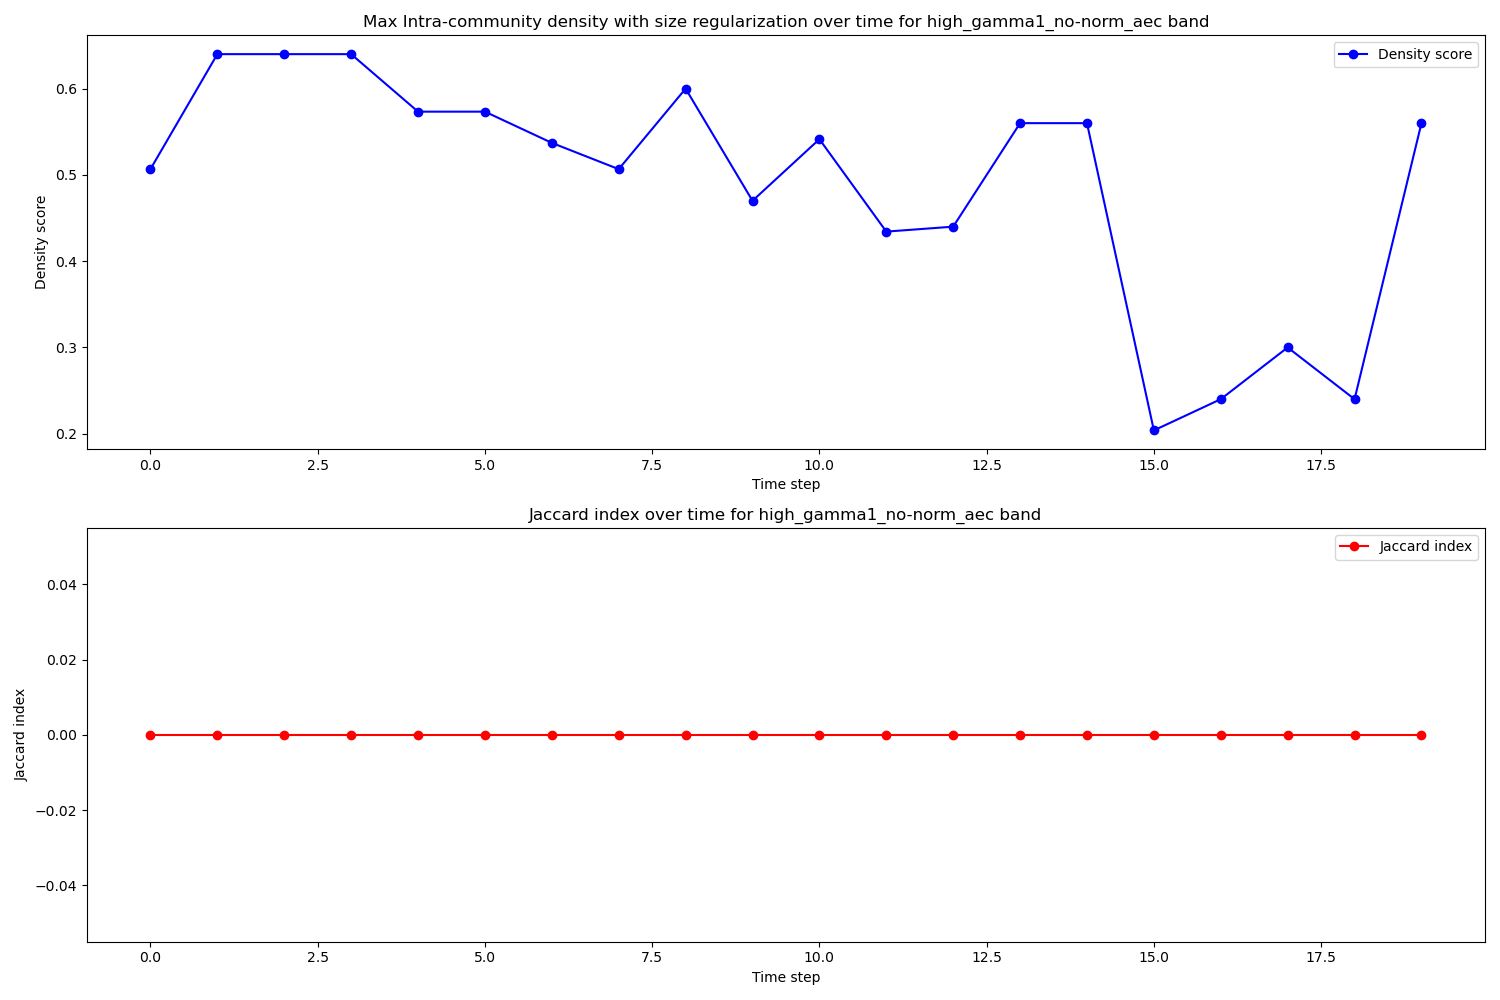 Max Intra-community density with size regularization over time for high_gamma1_no-norm_aec band
Density score
0.6
0.5
0.4
0.3
0.2
Density score
0.0 2.5 5.0 7.5 10.0 12.5 15.0 17.5
Time step
Jaccard index over time for high_gamma1_no-norm_aec band
Jaccard index
0.04
0.02
0.00
−0.02
−0.04
Jaccard index
0.0 2.5 5.0 7.5 10.0 12.5 15.0 17.5
Time step